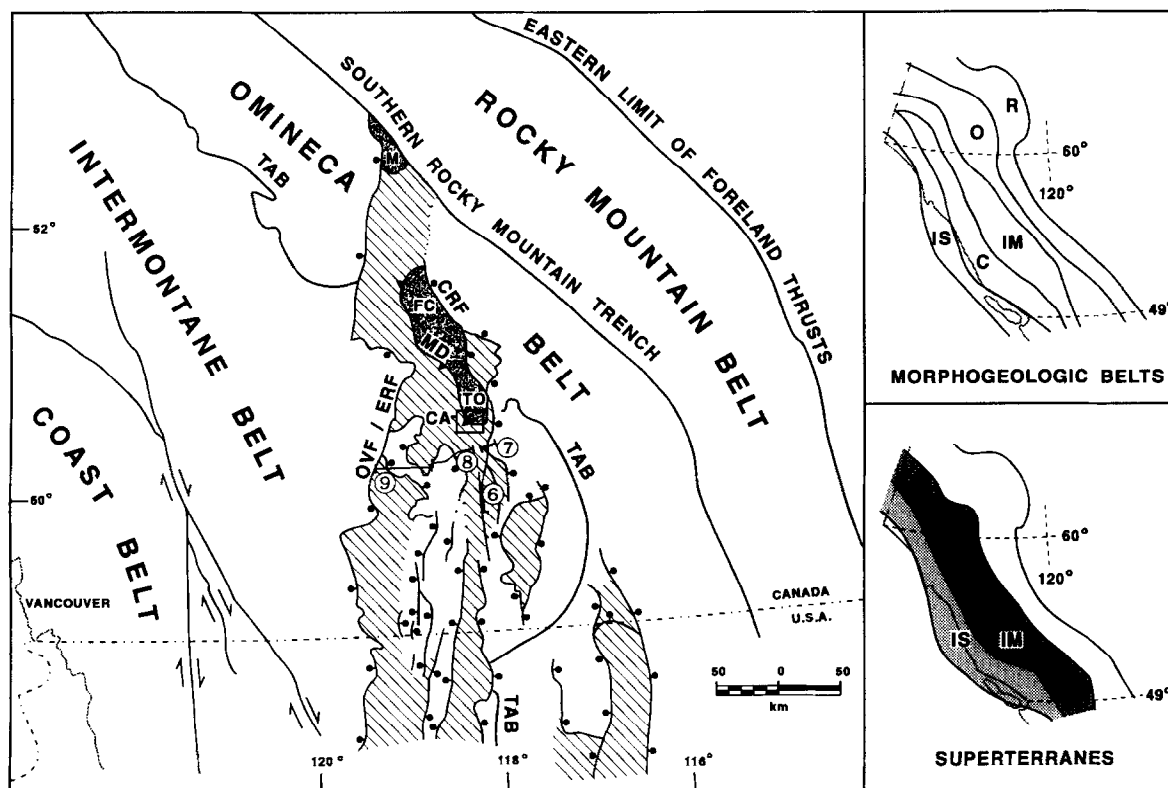 EASTERN LIMIT OF FORELAND THRUSTS
SOUTHERN ROCKY MOUNTAIN TRENCH
ROCKY MOUNTAIN BELT
OMINECA
BELT
INTERMONTANE BELT
COAST BELT
TAB
M
52°
FC
CRF
MD
TO
CA
OVF / ERF
TAB
7
8
9
6
50°
VANCOUVER
CANADA
U.S.A.
TAB
50 0 50
km
120° 118° 116°
R
O
60°
120°
IS
IM
C
49°
MORPHOGEOLOGIC BELTS
60°
120°
IS
IM
49°
SUPERTERRANES